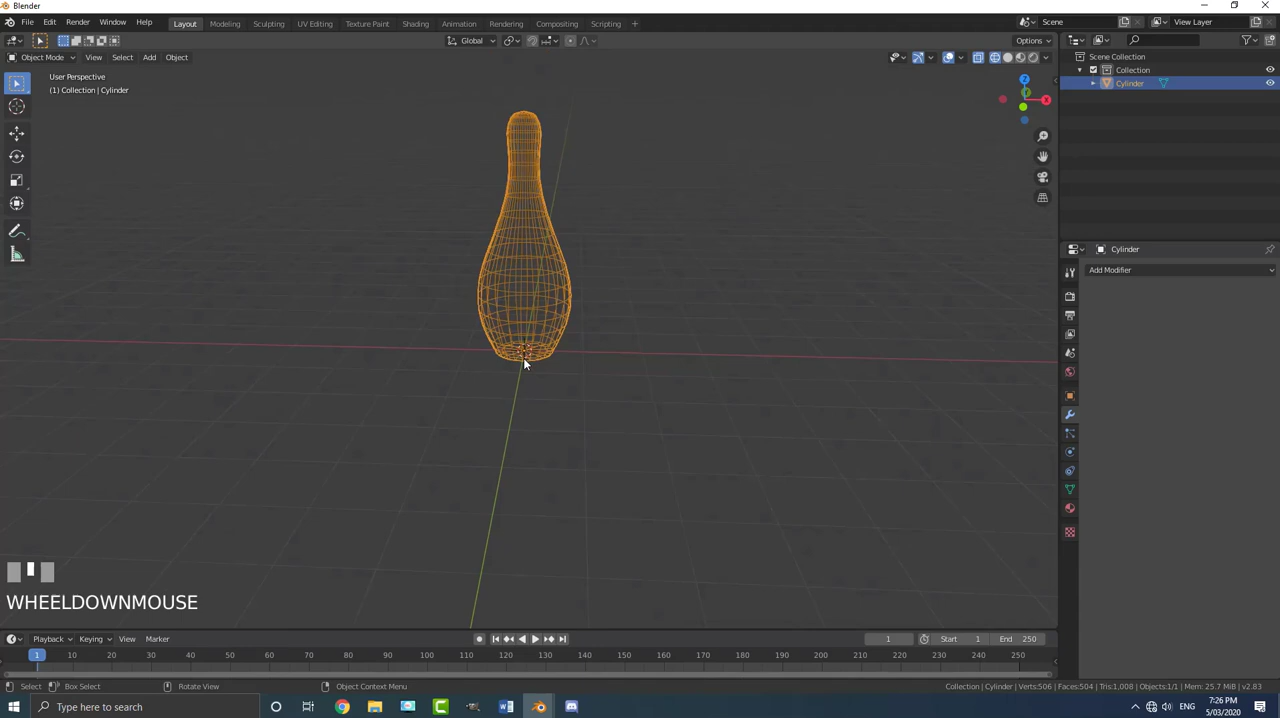 Blender
File Edit Render Window Help Layout Modeling Sculpting UV Editing Texture Paint Shading Animation Rendering Compositing Scripting + Scene View Layer
Global Options
Object Mode View Select Add Object
User Perspective
(1) Collection | Cylinder
Z
Y
X
Scene Collection
Collection
Cylinder
Cylinder
Add Modifier
WHEELDOWNMOUSE
Playback Keying View Marker 1 Start 1 End 250
1 10 20 30 40 50 60 70 80 90 100 110 120 130 140 150 160 170 180 190 200 210 220 230 240 250
Select Box Select Rotate View Object Context Menu Collection | Cylinder | Verts:506 | Faces:504 | Tris:1,008 | Objects:1/1 | Mem: 25.7 MiB | v2.83
Type here to search ENG 7:26 PM
5/03/2020